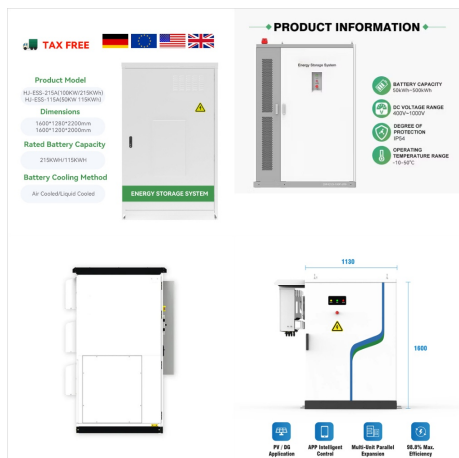 TAX FREE
Product Model
HJ-ESS-215A(100KW/215KWh)
HJ-ESS-115A(50KW 115KWh)
Dimensions
1600*1280*2200mm
1600*1200*2000mm
Rated Battery Capacity
215KWH/115KWH
Battery Cooling Method
Air Cooled/Liquid Cooled
ENERGY STORAGE SYSTEM
PRODUCT INFORMATION
Energy Storage System
BATTERY CAPACITY
50kWh~500kWh
DC VOLTAGE RANGE
400V~1000V
DEGREE OF
PROTECTION
IP54
OPERATING
TEMPERATURE RANGE
-10-50°C
1130
1600
PV / DG
Application
APP Intelligent
Control
Multi-Unit Parallel
Expansion
90.8% Max.
Efficiency